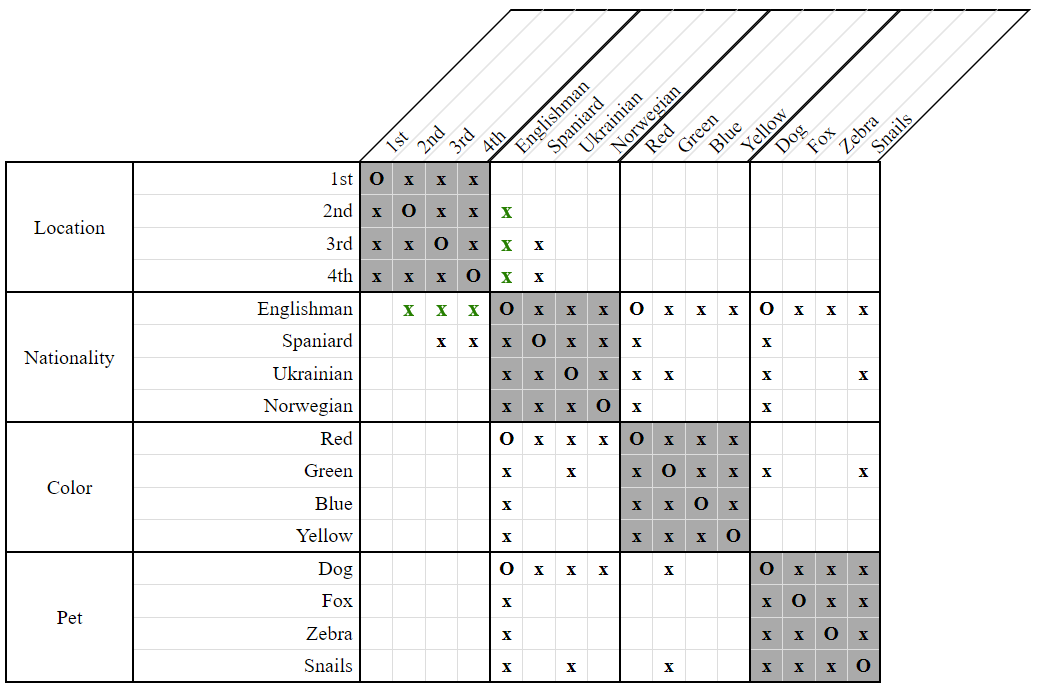 1st 2nd 3rd 4th Englishman Spaniard Ukrainian Norwegian Red Green Blue Yellow Dog Fox Zebra Snails
Location
1st O x x x
2nd x O x x x
3rd x x O x x x
4th x x x O x x
Nationality
Englishman x x x O x x x O x x x O x x x
Spaniard x x x O x x x x
Ukrainian x x O x x x x x
Norwegian x x x O x x
Color
Red O x x x O x x x
Green x x x O x x x x
Blue x x x O x
Yellow x x x x O
Pet
Dog O x x x x O x x x
Fox x x O x x
Zebra x x x O x
Snails x x x x x x O